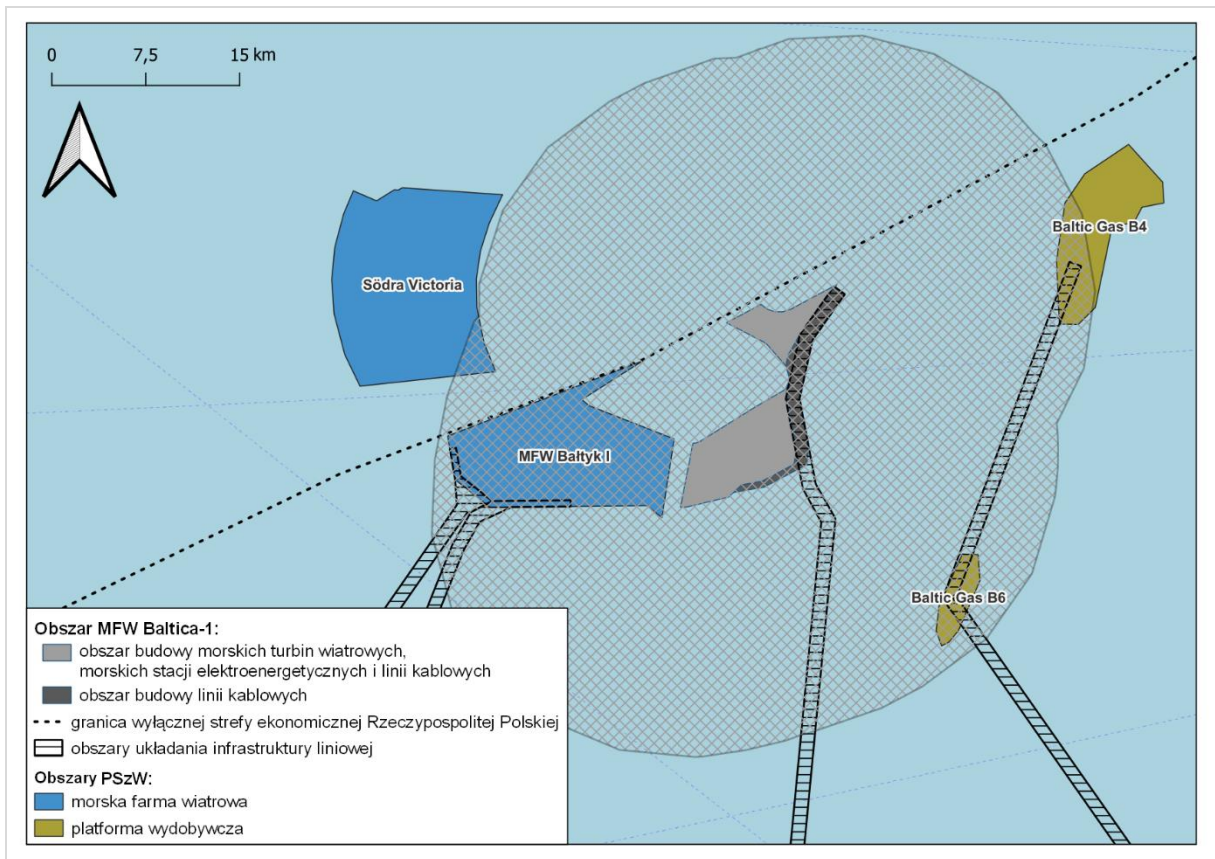 0 7,5 15 km
Baltic Gas B4
Södra Victoria
MFW Bałtyk I
Baltic Gas B6
Obszar MFW Baltica-1:
obszar budowy morskich turbin wiatrowych,
morskich stacji elektroenergetycznych i linii kablowych
obszar budowy linii kablowych
granica wyłącznej strefy ekonomicznej Rzeczypospolitej Polskiej
obszary układania infrastruktury liniowej
Obszary PSzW:
morska farma wiatrowa
platforma wydobywcza